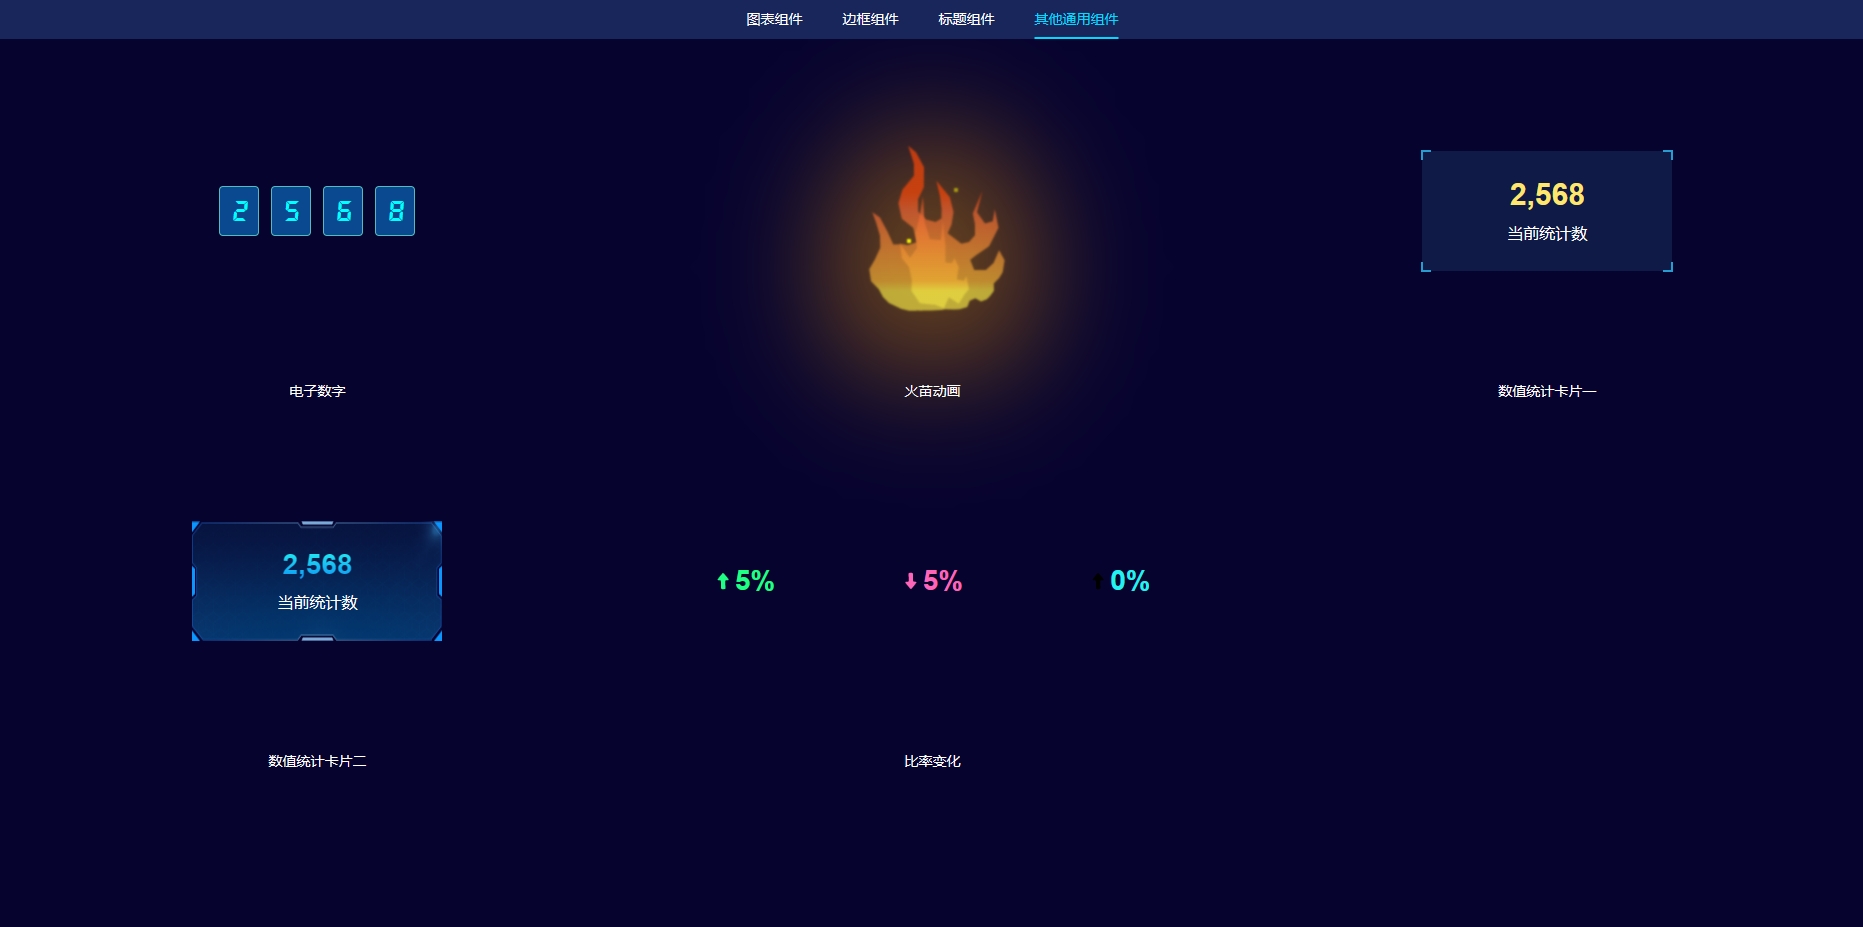 图表组件 边框组件 标题组件 其他通用组件
2 5 6 8
2,568
当前统计数
电子数字 火苗动画 数值统计卡片一
2,568
当前统计数
5% 5% 0%
数值统计卡片二 比率变化